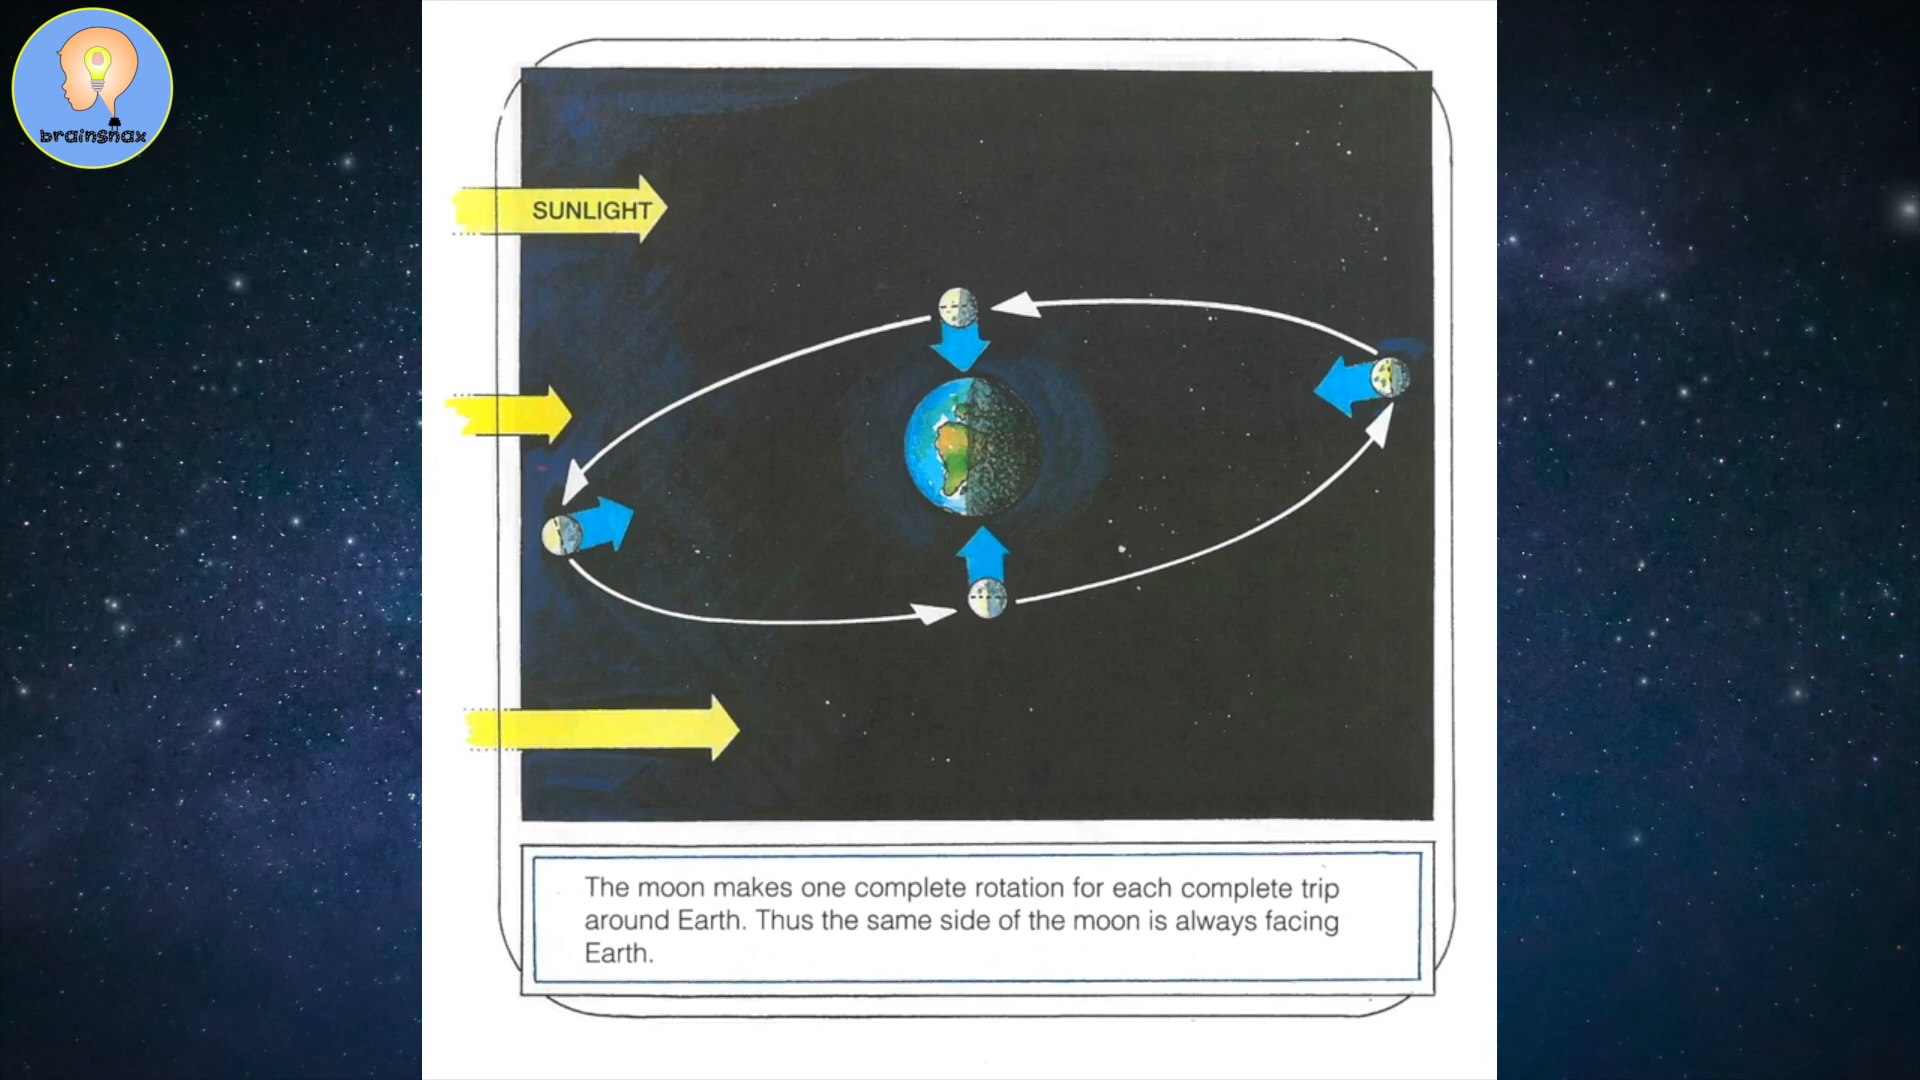 brainsnax
SUNLIGHT
The moon makes one complete rotation for each complete trip
around Earth. Thus the same side of the moon is always facing
Earth.